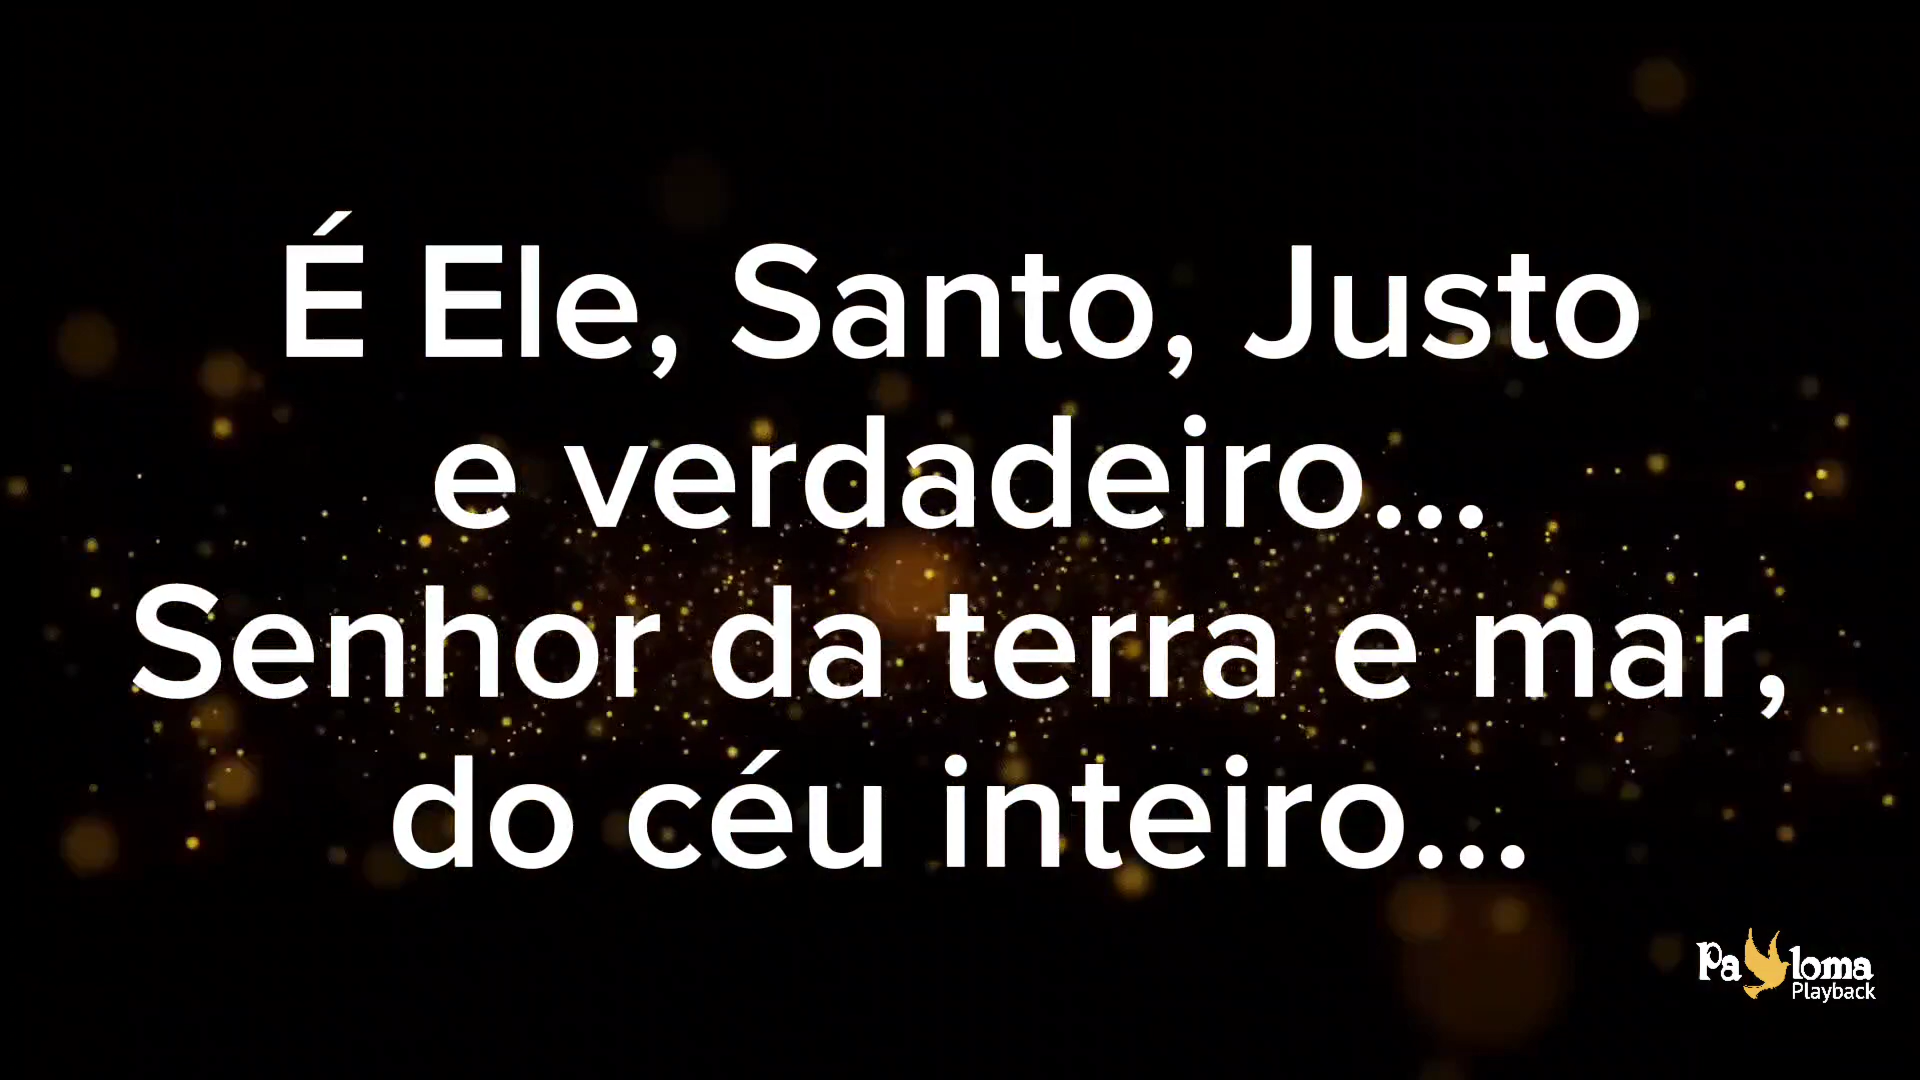 É Ele, Santo, Justo
e verdadeiro...
Senhor da terra e mar,
do céu inteiro...
Paloma
Playback